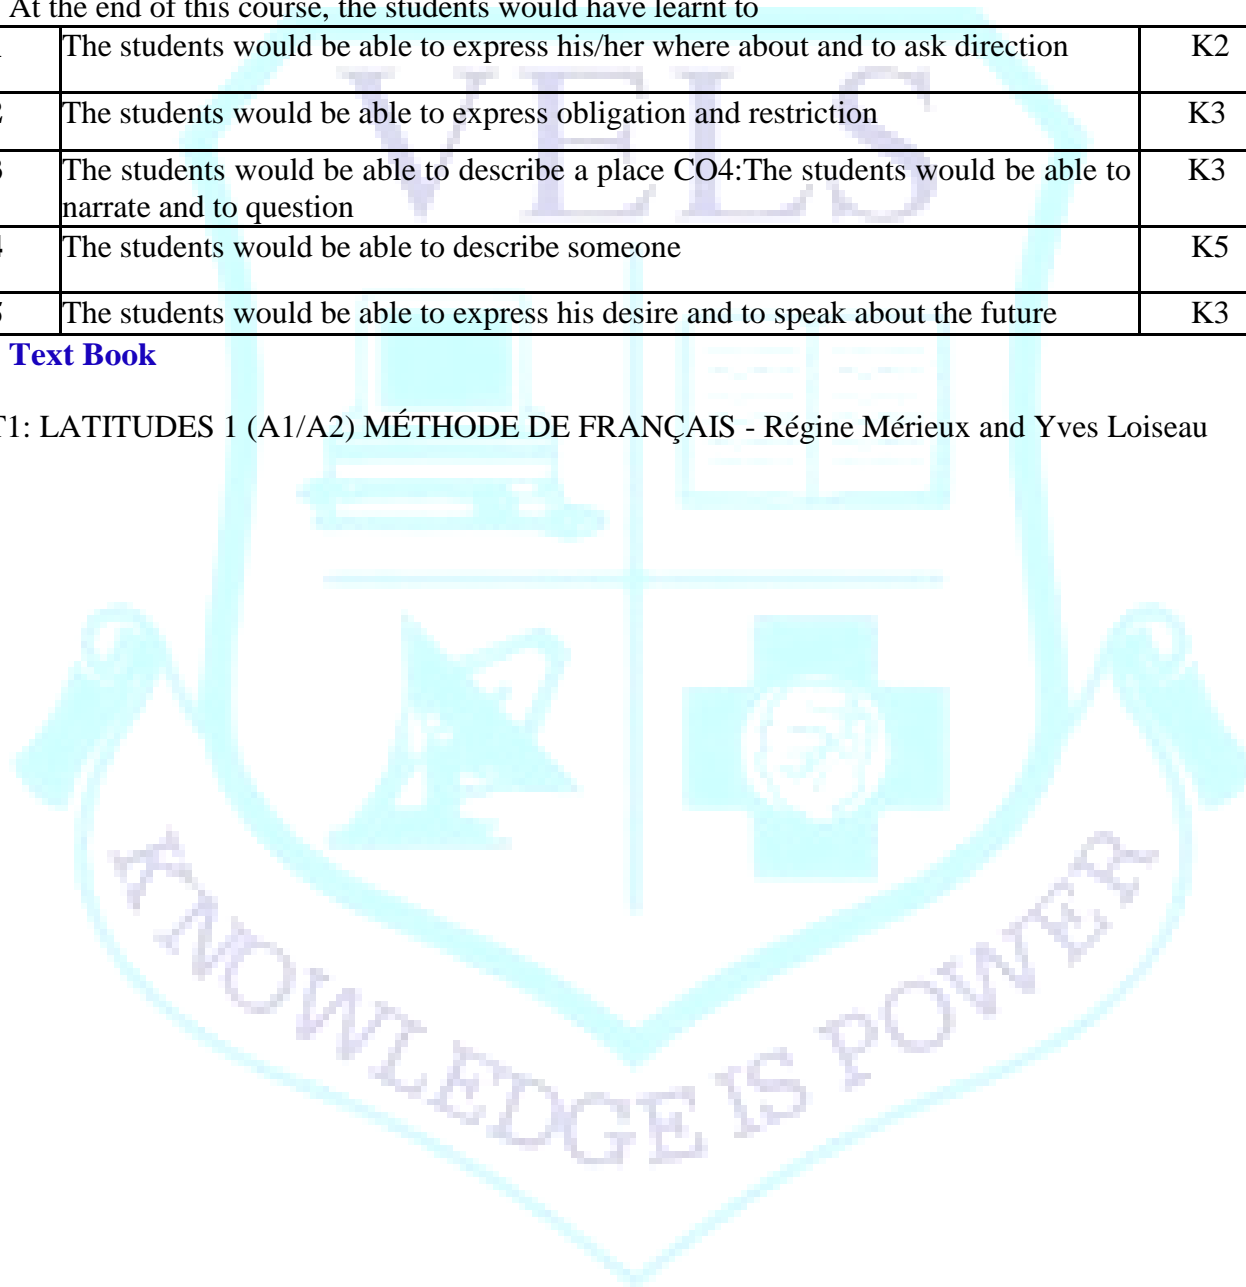 At the end of this course, the students would have learnt to
The students would be able to express his/her where about and to ask direction K2
2 The students would be able to express obligation and restriction K3
3 The students would be able to describe a place CO4:The students would be able to K3
narrate and to question
4 The students would be able to describe someone K5
5 The students would be able to express his desire and to speak about the future K3
Text Book
T1: LATITUDES 1 (A1/A2) MÉTHODE DE FRANÇAIS - Régine Mérieux and Yves Loiseau
VELS
KNOWLEDGE IS POWER